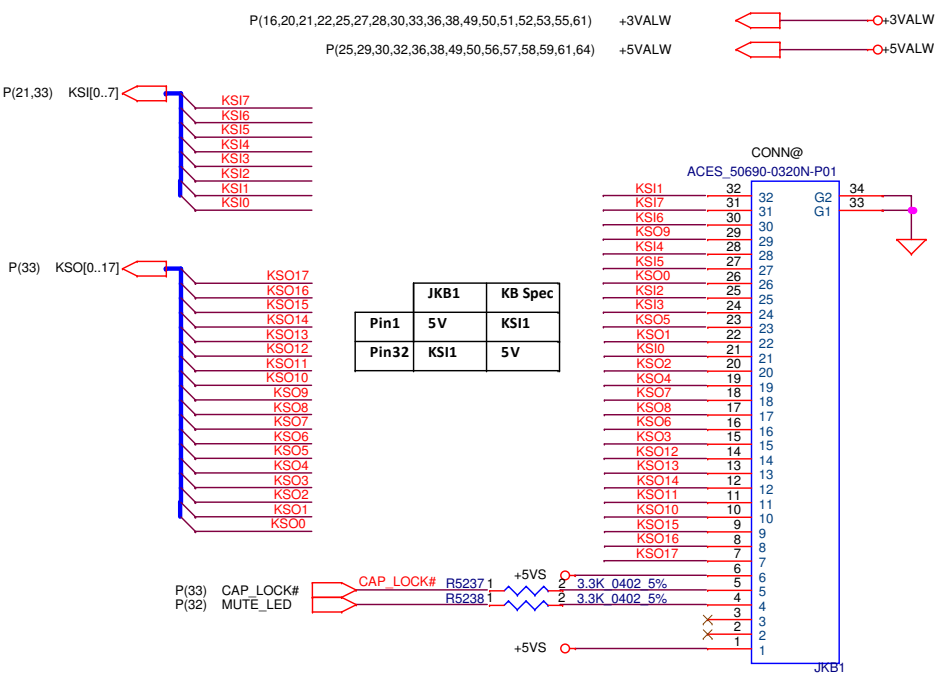 P(16,20,21,22,25,27,28,30,33,36,38,49,50,51,52,53,55,61) +3VALW +3VALW
P(25,29,30,32,36,38,49,50,56,57,58,59,61,64) +5VALW +5VALW
P(21,33) KSI[0..7]
KSI7
KSI6
KSI5
KSI4
KSI3
KSI2
KSI1
KSI0
P(33) KSO[0..17]
KSO17
KSO16
KSO15
KSO14
KSO13
KSO12
KSO11
KSO10
KSO9
KSO8
KSO7
KSO6
KSO5
KSO4
KSO3
KSO2
KSO1
KSO0
JKB1 KB Spec
Pin1 5V KSI1
Pin32 KSI1 5V
CONN@
ACES_50690-0320N-P01
KSI1 32 32 G2 34
KSI7 31 31 G1 33
KSI6 30 30
KSO9 29 29
KSI4 28 28
KSI5 27 27
KSO0 26 26
KSI2 25 25
KSI3 24 24
KSO5 23 23
KSO1 22 22
KSI0 21 21
KSO2 20 20
KSO4 19 19
KSO7 18 18
KSO8 17 17
KSO6 16 16
KSO3 15 15
KSO12 14 14
KSO13 13 13
KSO14 12 12
KSO11 11 11
KSO10 10 10
KSO15 9 9
KSO16 8 8
KSO17 7 7
+5VS 6 6
P(33) CAP_LOCK# CAP_LOCK# R5237 1 2 3.3K_0402_5% 5 5
P(32) MUTE_LED R5238 1 2 3.3K_0402_5% 4 4
3 3
2 2
+5VS 1 1
JKB1